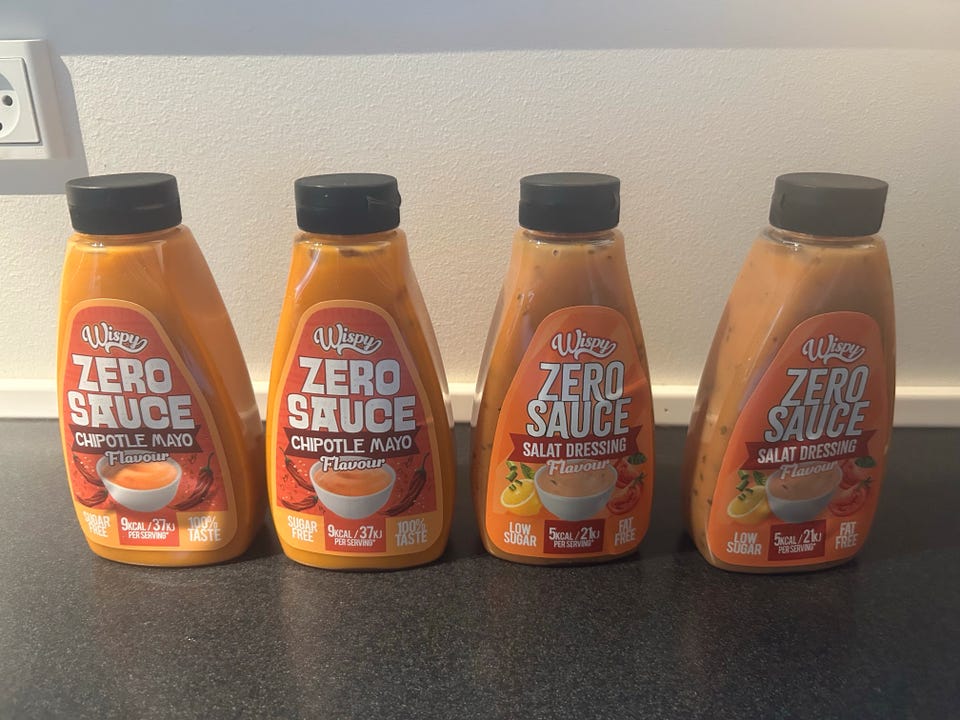 Wispy
ZERO
SAUCE
CHIPOTLE MAYO
Flavour
SUGAR
FREE
9KCAL / 37KJ
PER SERVING*
100%
TASTE
Wispy
ZERO
SAUCE
CHIPOTLE MAYO
Flavour
SUGAR
FREE
9KCAL / 37KJ
PER SERVING*
100%
TASTE
Wispy
ZERO
SAUCE
SALAT DRESSING
Flavour
LOW
SUGAR
5KCAL / 21KJ
PER SERVING*
FAT
FREE
Wispy
ZERO
SAUCE
SALAT DRESSING
Flavour
LOW
SUGAR
5KCAL / 21KJ
PER SERVING*
FAT
FREE